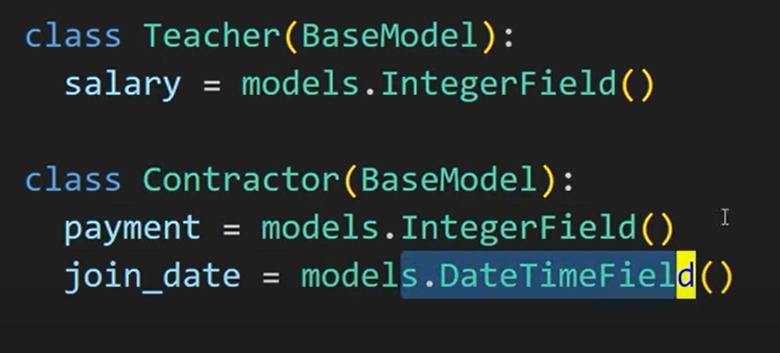 class Teacher(BaseModel):
  salary = models.IntegerField()

class Contractor(BaseModel):
  payment = models.IntegerField()
  join_date = models.DateTimeField()